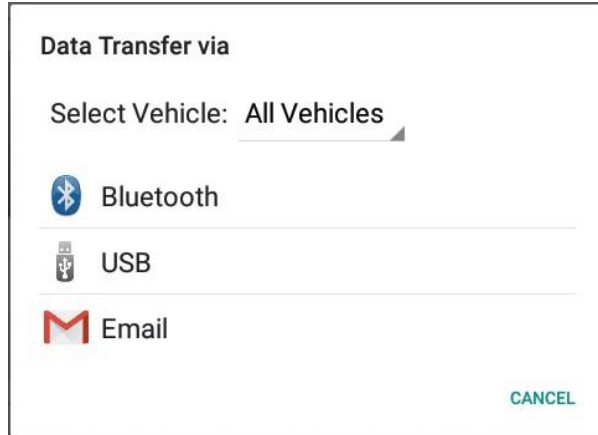 Data Transfer via
Select Vehicle: All Vehicles
Bluetooth
USB
Email
CANCEL